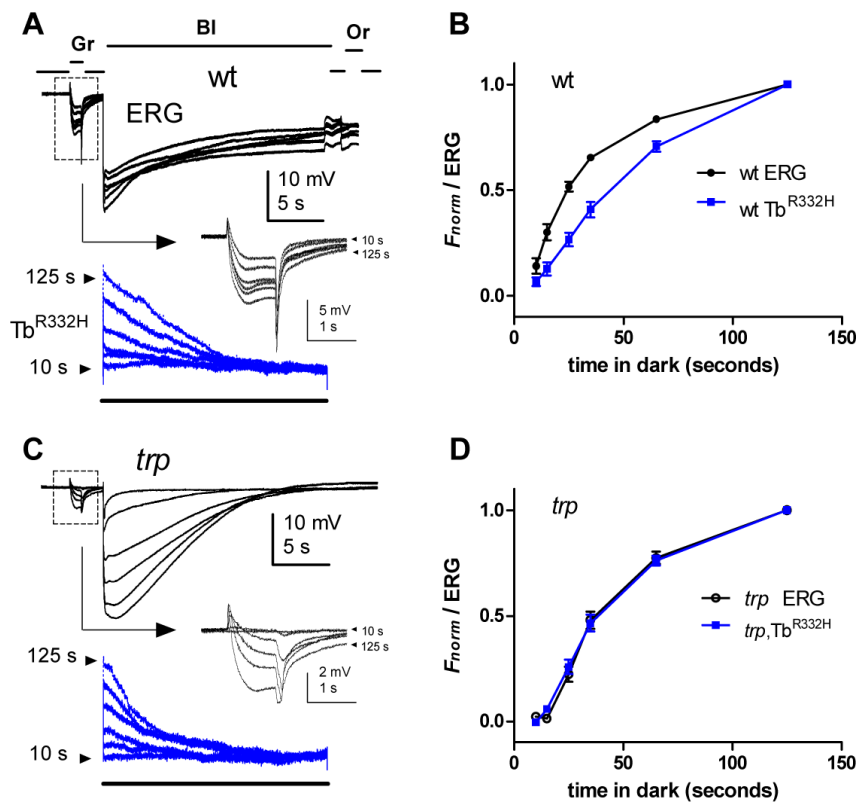 A
Bl
Or
Gr
wt
ERG
10 mV
5 s
10 s
125 s
5 mV
1 s
125 s
Tb^R332H
10 s
B
wt
1.0
0.5
0.0
F_norm / ERG
wt ERG
wt Tb^R332H
0
50
100
150
time in dark (seconds)
C
trp
10 mV
5 s
10 s
125 s
2 mV
1 s
125 s
10 s
D
trp
1.0
0.5
0.0
F_norm / ERG
trp ERG
trp,Tb^R332H
0
50
100
150
time in dark (seconds)